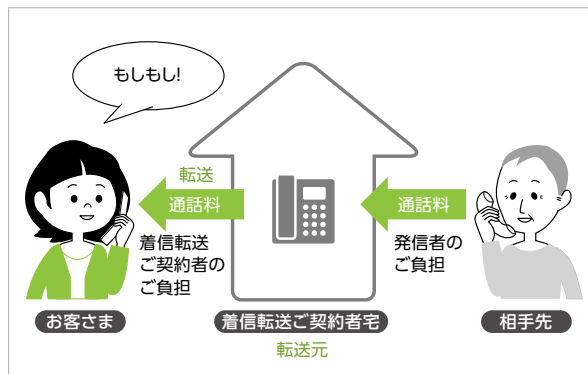 もしもし!
転送
通話料
通話料
着信転送
ご契約者の
ご負担
発信者の
ご負担
お客さま
着信転送ご契約者宅
相手先
転送元